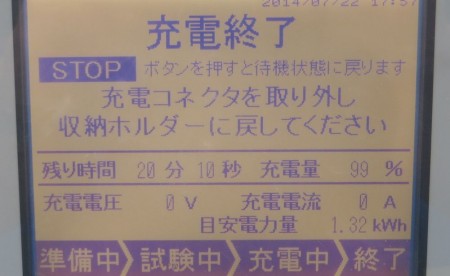 2014/07/22 17:57
充電終了
STOP ボタンを押すと待機状態に戻ります
充電コネクタを取り外し
収納ホルダーに戻してください
残り時間 20 分 10 秒 充電量 99 %
充電電圧 0 V 充電電流 0 A
目安電力量 1.32 kWh
準備中 試験中 充電中 終了